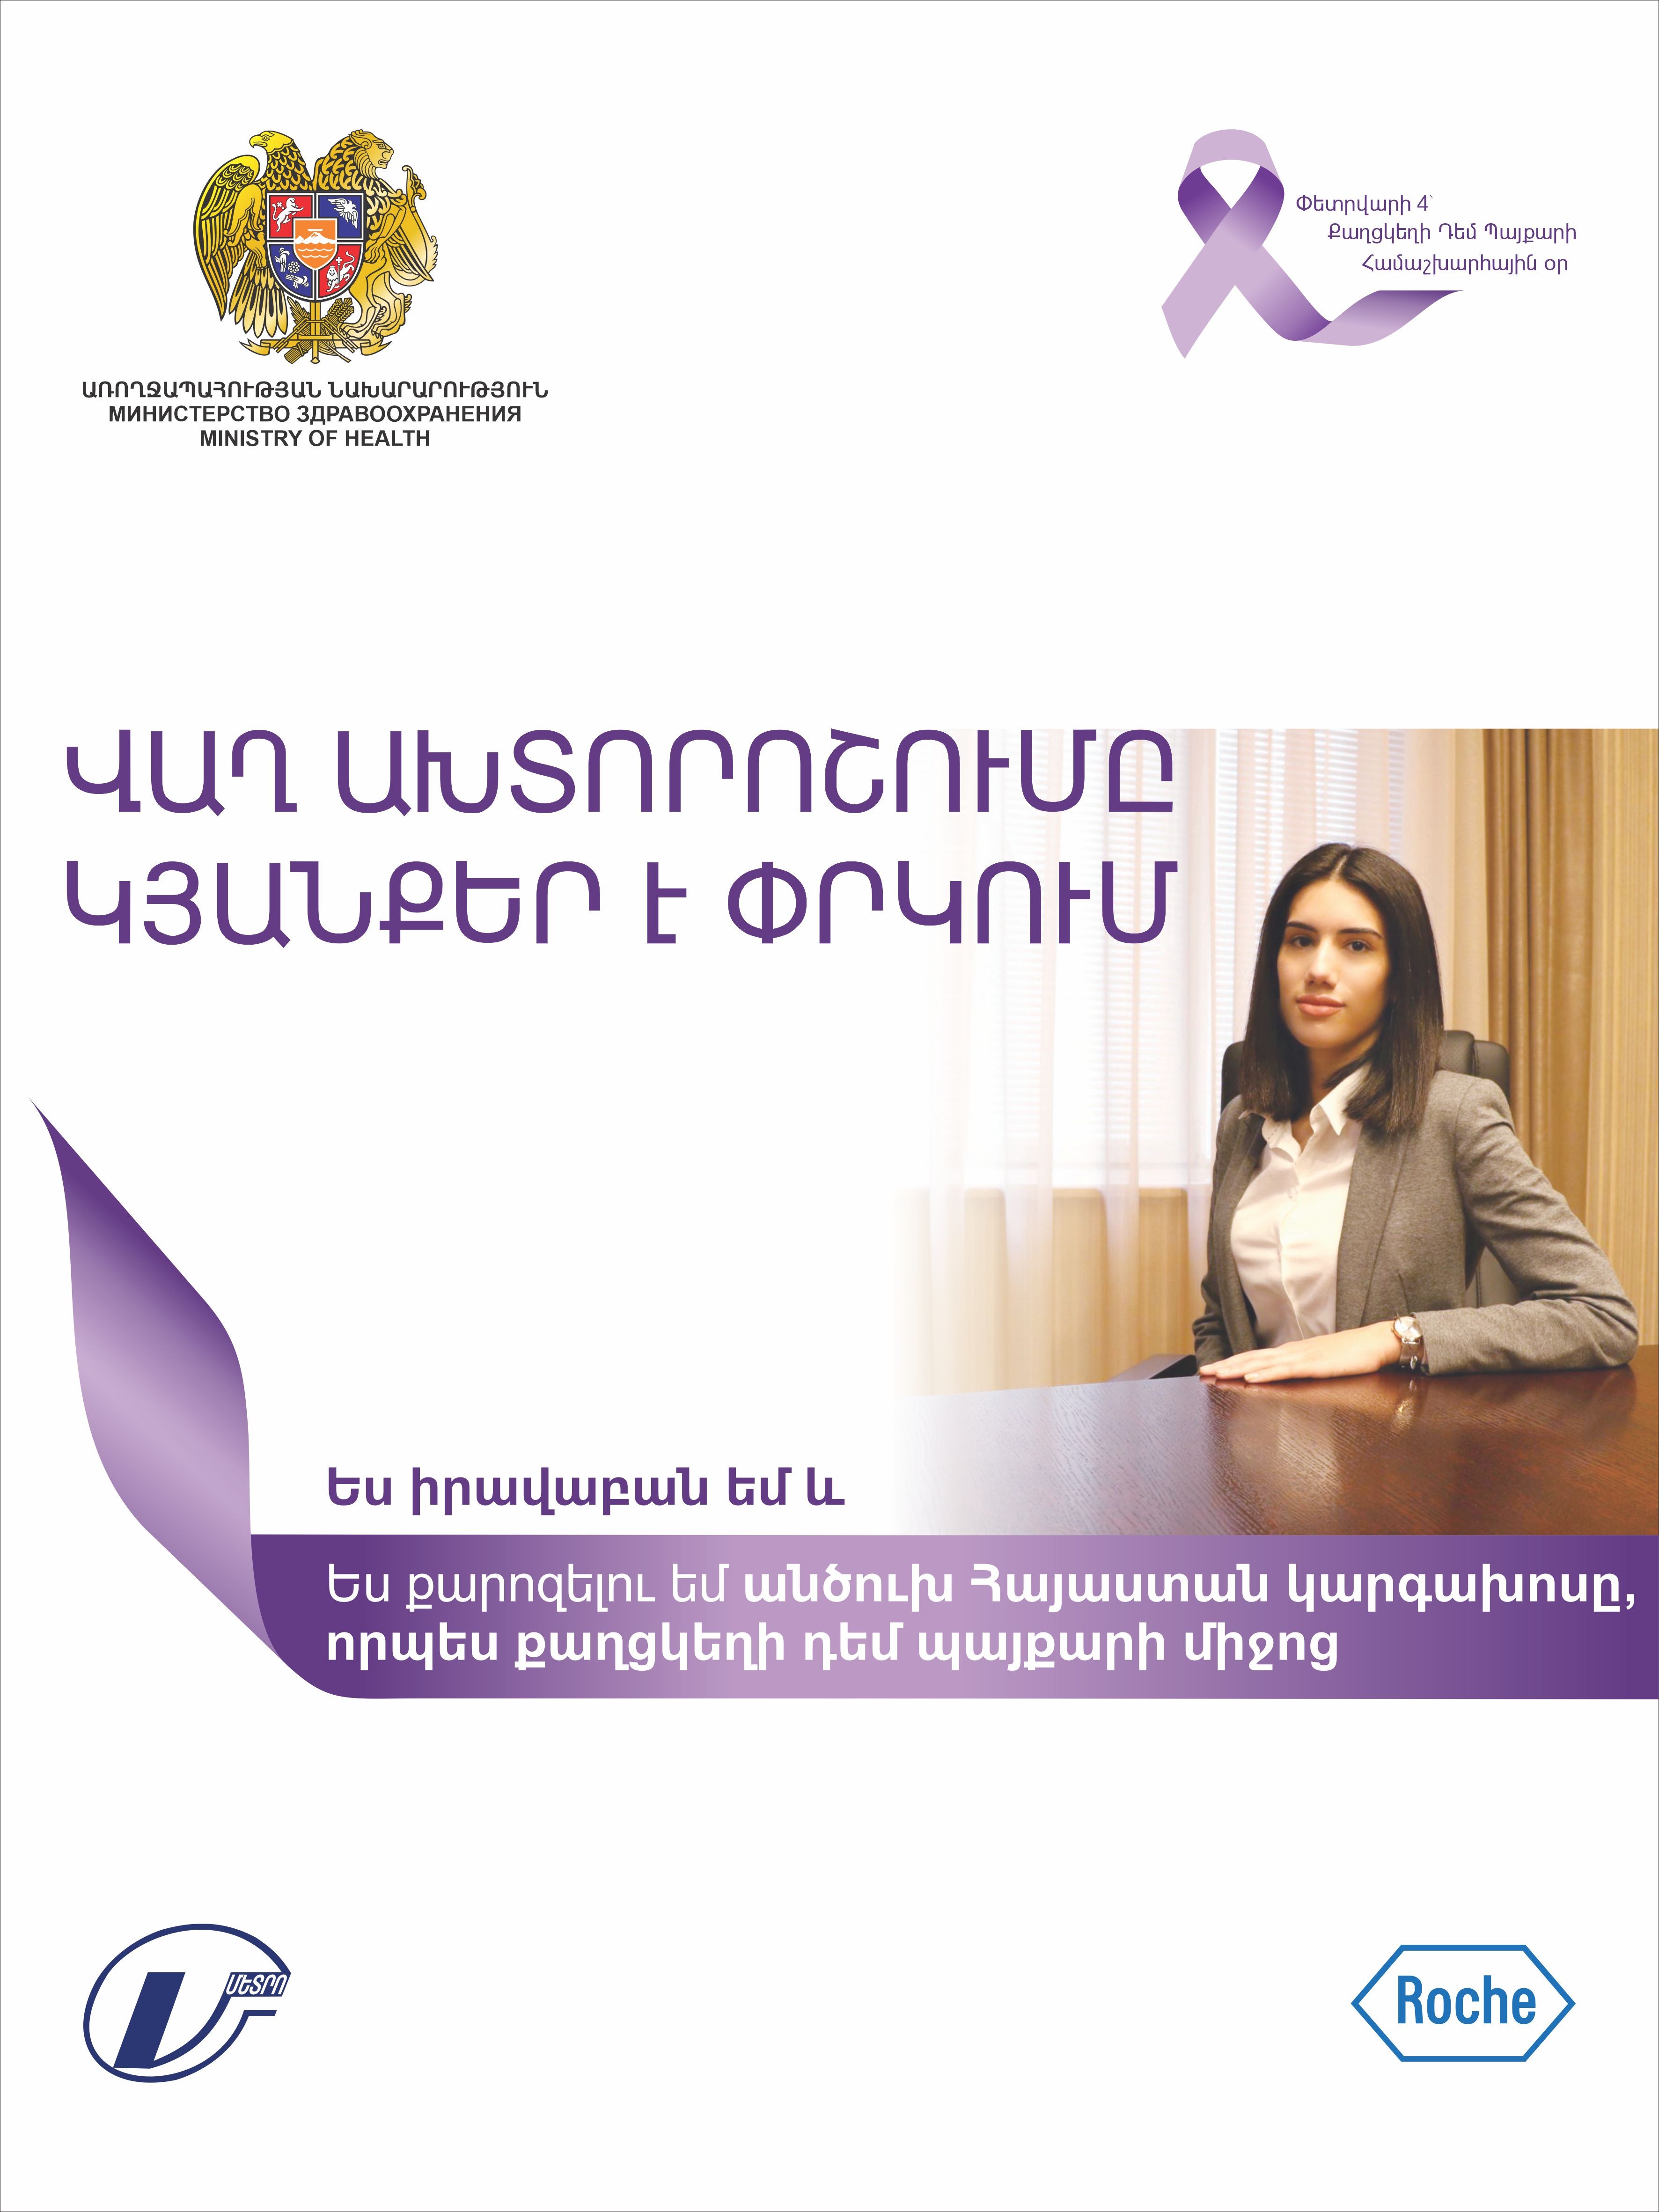 ԱՌՈՂՋԱՊԱՀՈՒԹՅԱՆ ՆԱԽԱՐԱՐՈՒԹՅՈՒՆ
МИНИСТЕРСТВО ЗДРАВООХРАНЕНИЯ
MINISTRY OF HEALTH
Փետրվարի 4՝
Քաղցկեղի Դեմ Պայքարի
Համաշխարհային օր
ՎԱՂ ԱԽՏՈՐՈՇՈՒՄԸ
ԿՅԱՆՔԵՐ Է ՓՐԿՈՒՄ
Ես իրավաբան եմ և
Ես քարոզելու եմ անծուխ Հայաստան կարգախոսը,
որպես քաղցկեղի դեմ պայքարի միջոց
ՄԵՏՐՈ
Roche